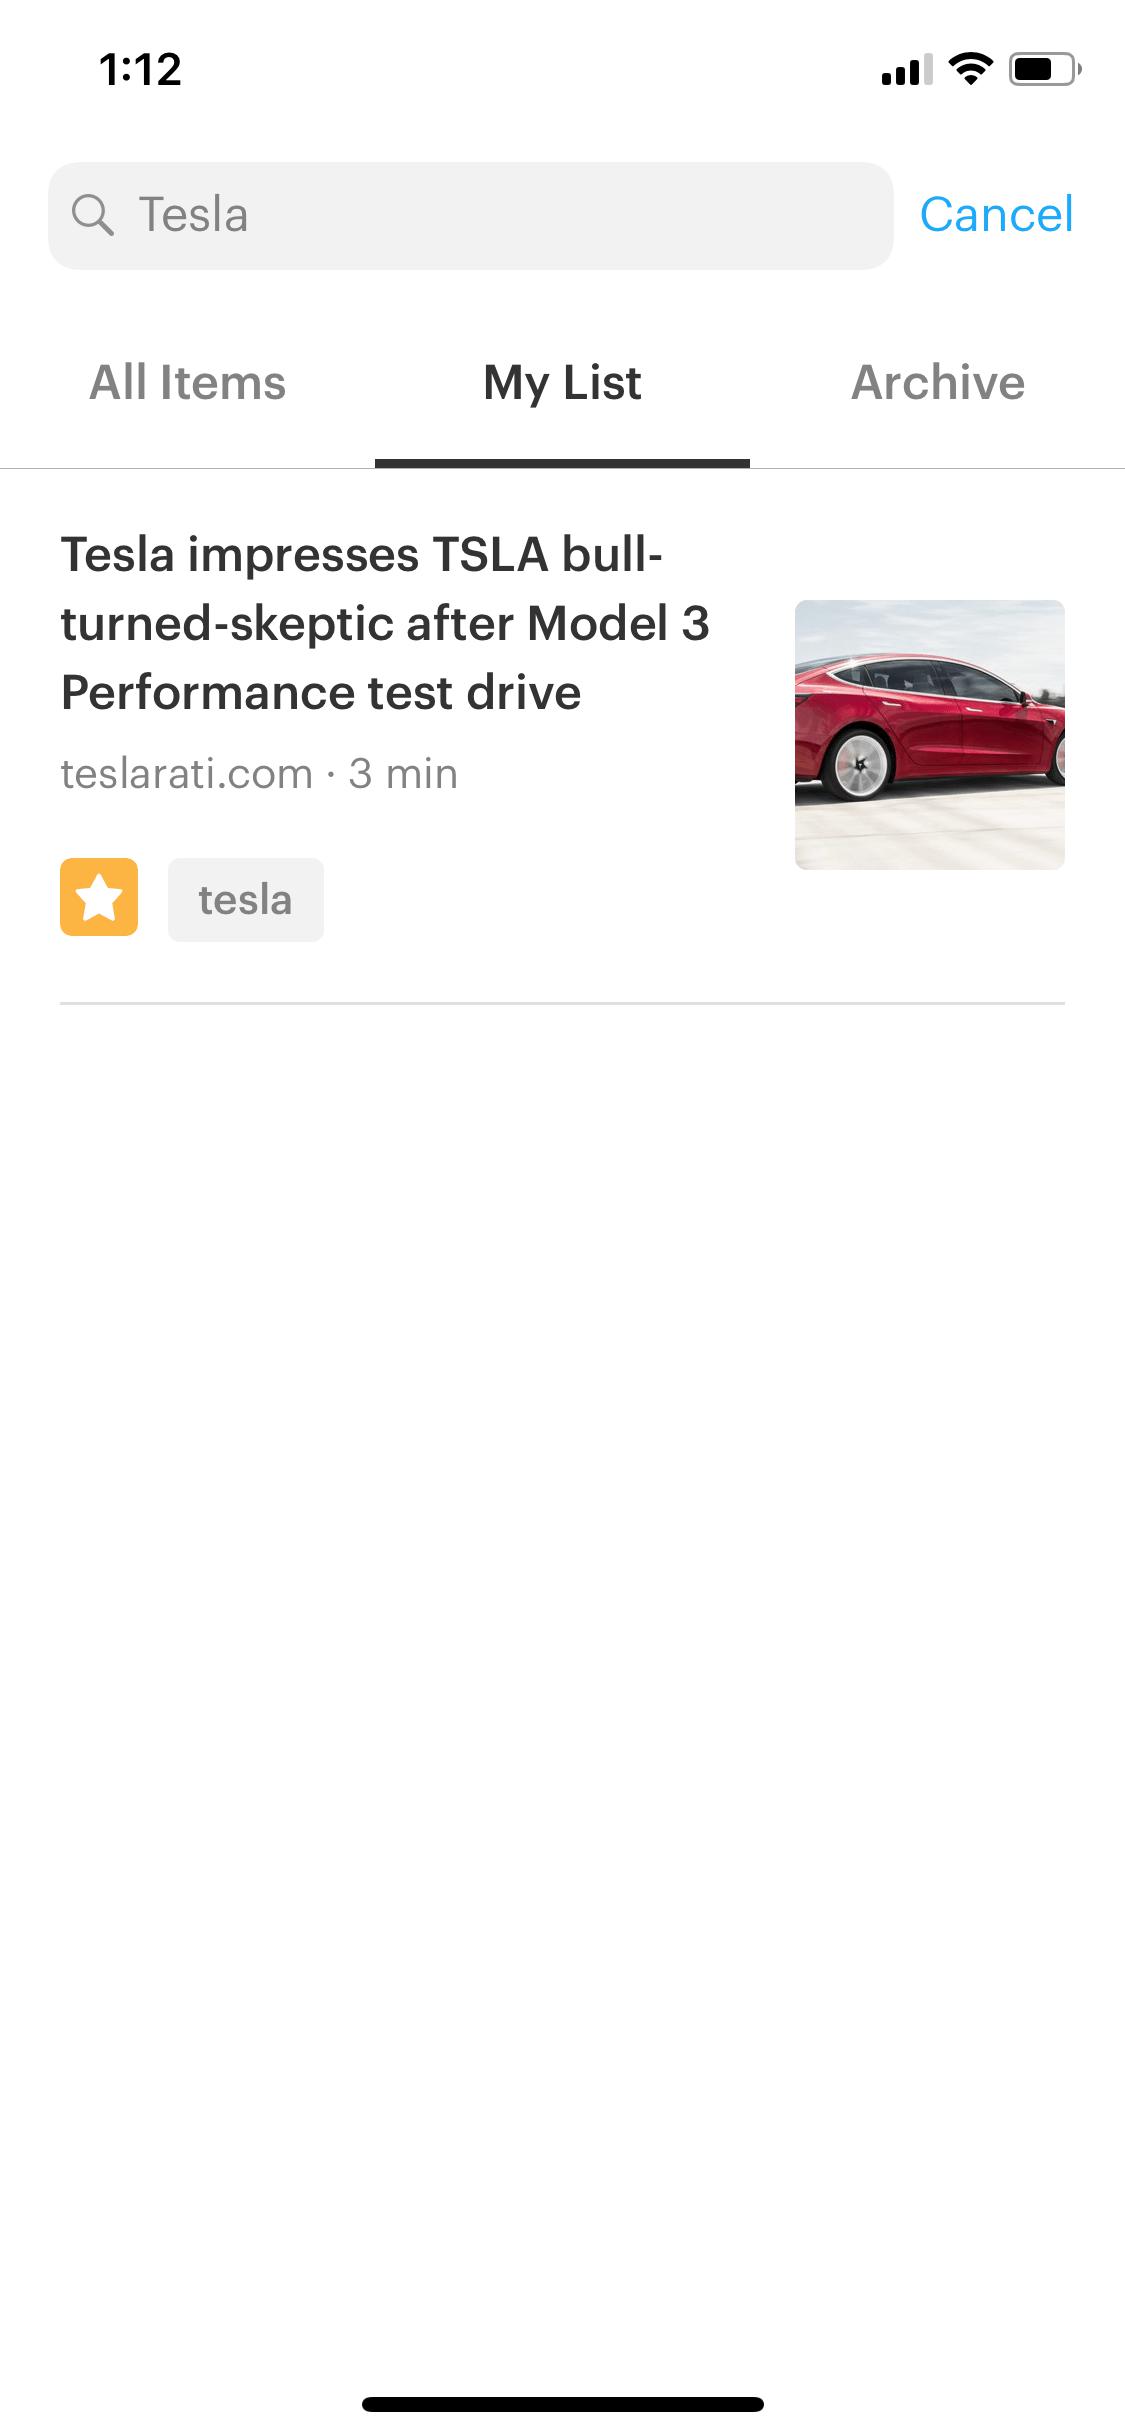 1:12
Tesla
Cancel
All Items
My List
Archive
Tesla impresses TSLA bull-
turned-skeptic after Model 3
Performance test drive
teslarati.com · 3 min
tesla